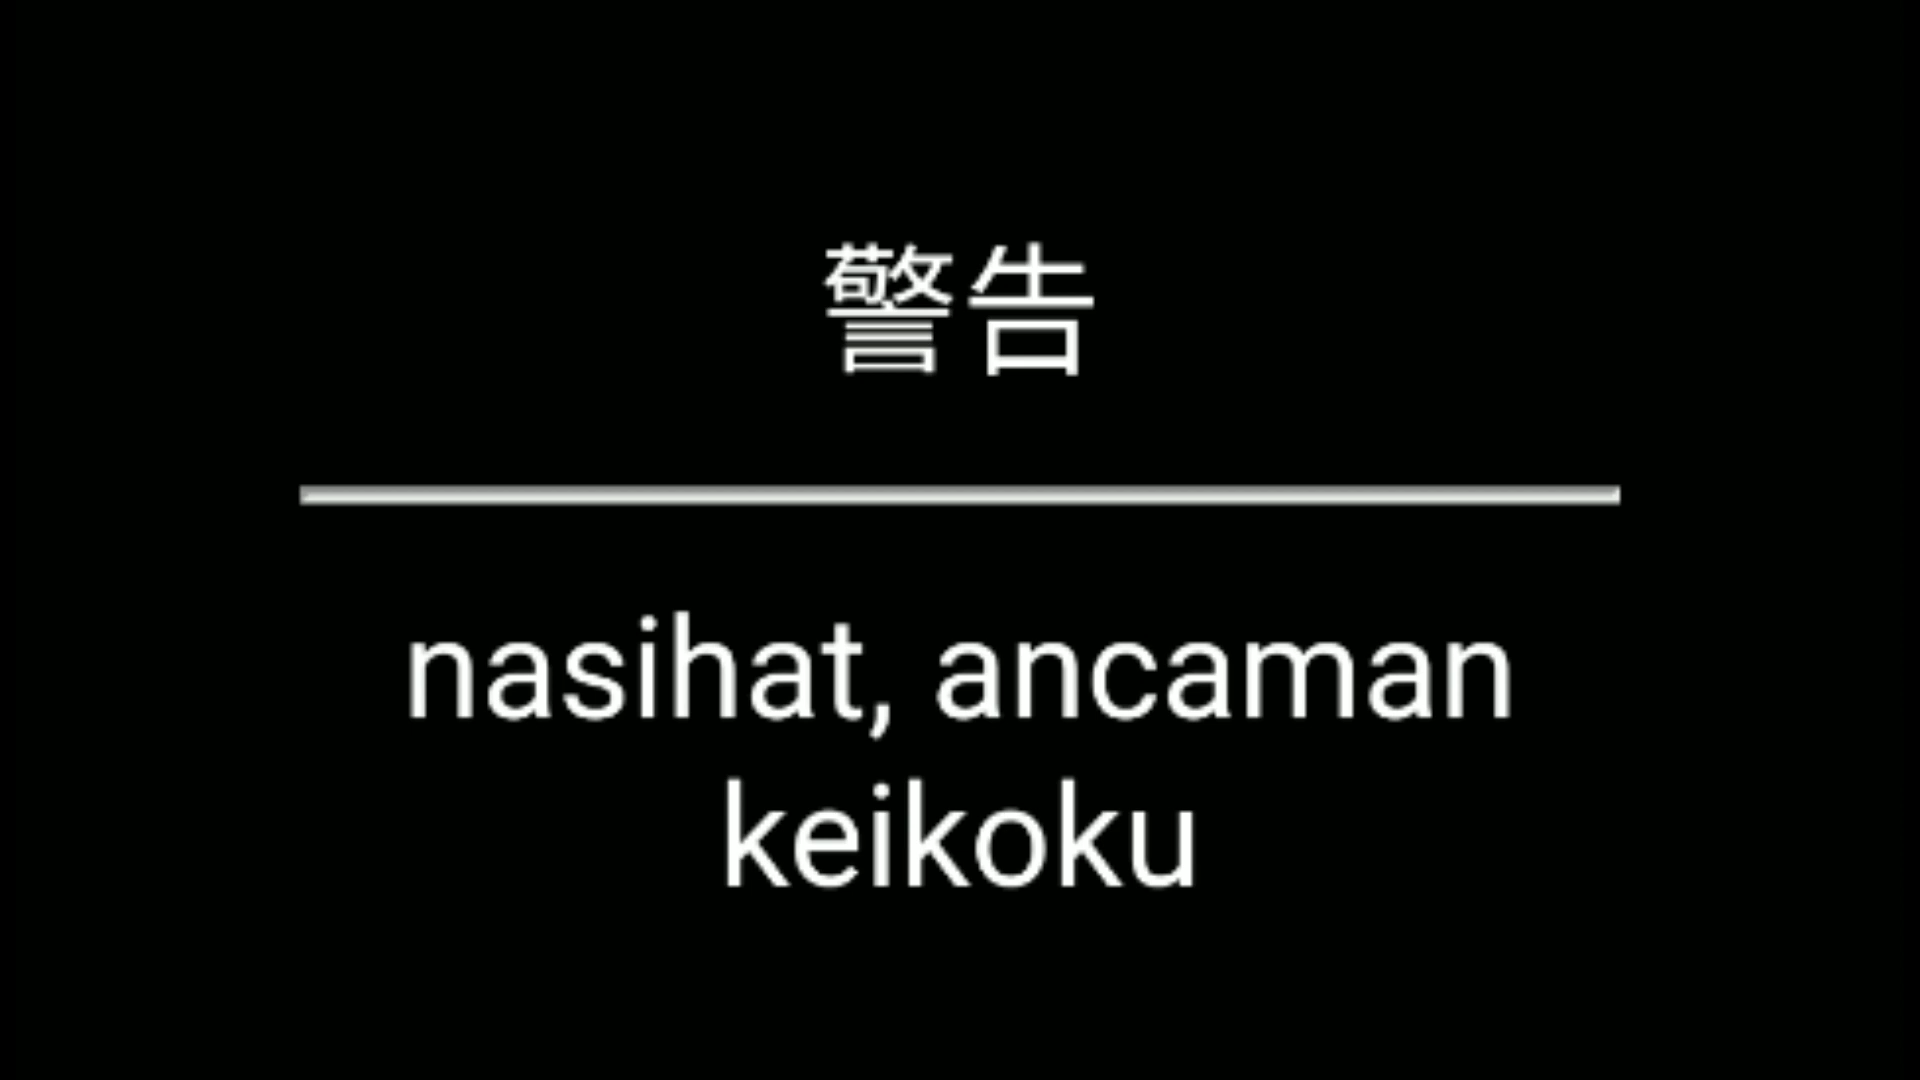 警告
nasihat, ancaman
keikoku